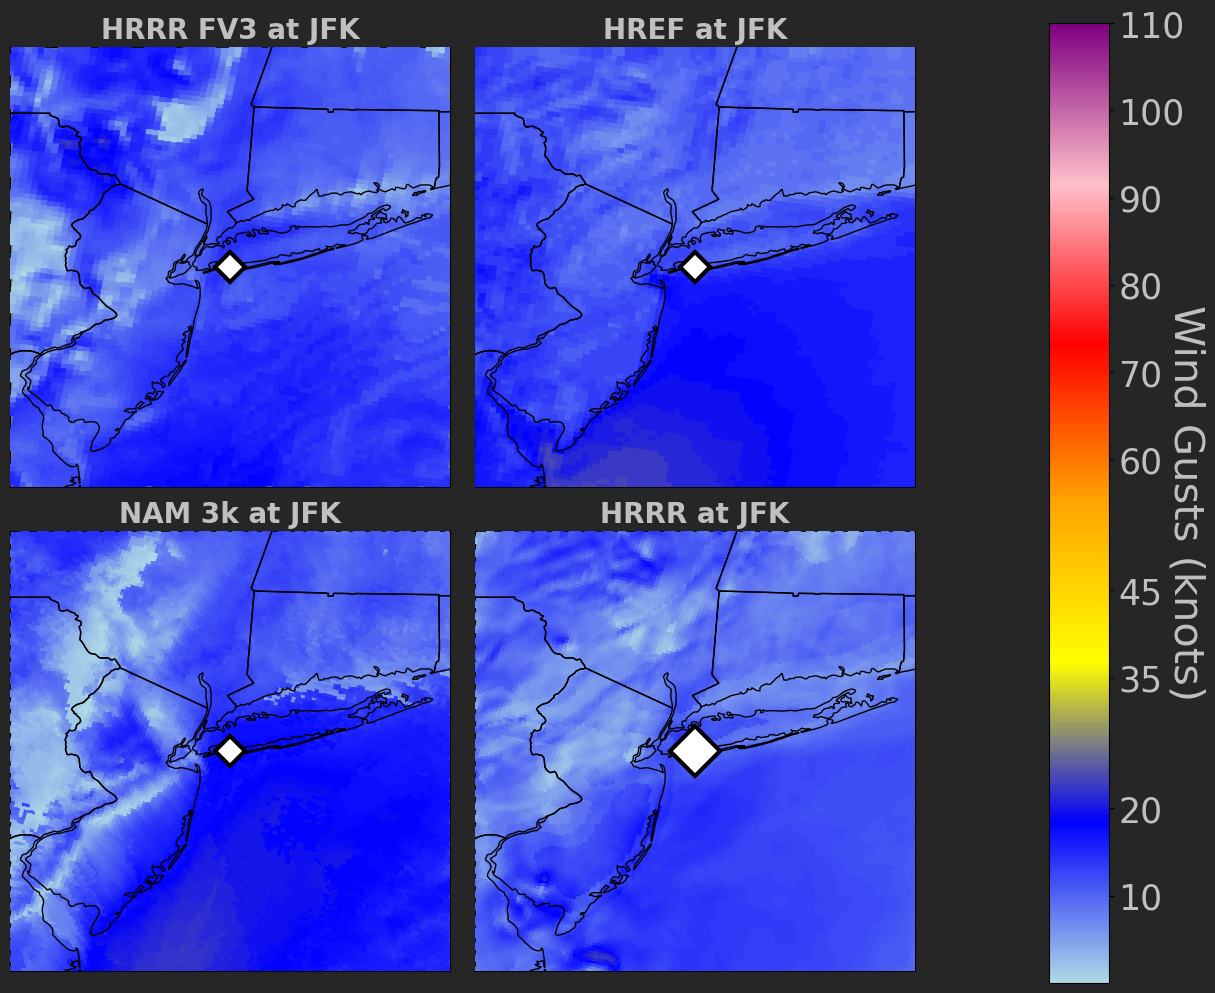 HRRR FV3 at JFK
HREF at JFK
NAM 3k at JFK
HRRR at JFK
110
100
90
80
70
60
45
35
20
10
Wind Gusts (knots)